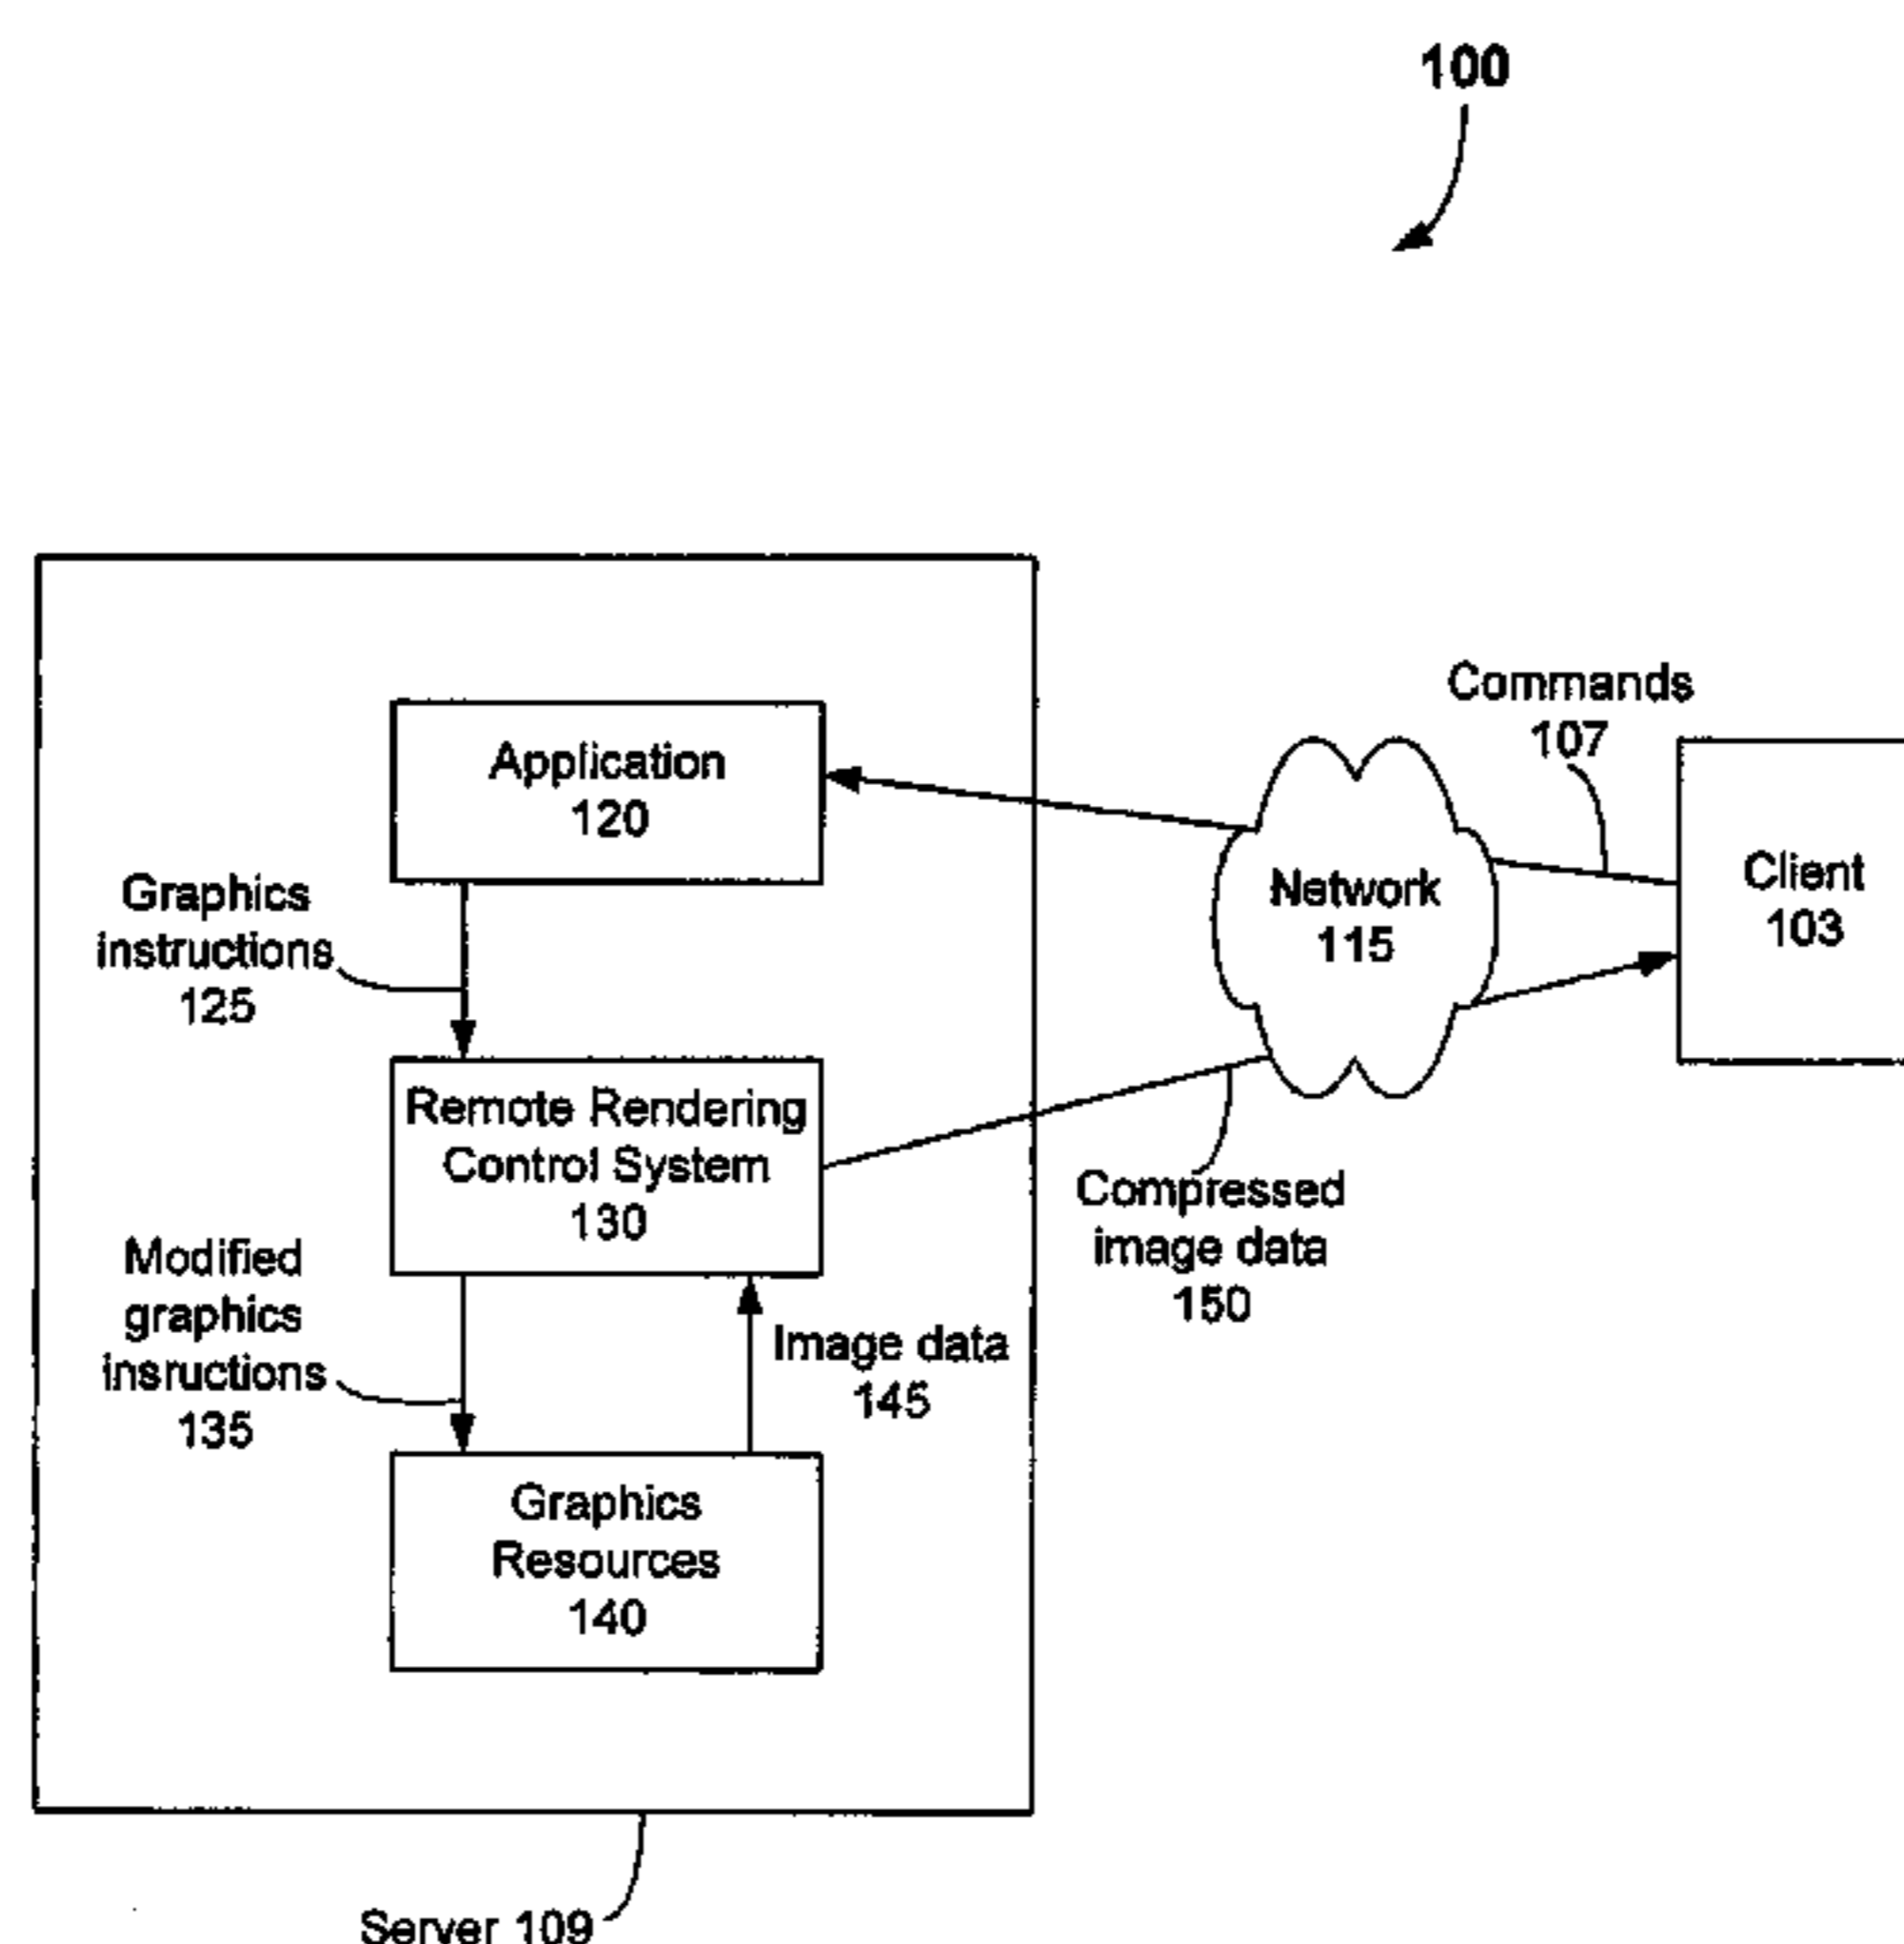 100
Application
120
Commands
107
Network
115
Client
103
Graphics
instructions
125
Remote Rendering
Control System
130
Compressed
image data
150
Modified
graphics
insructions
135
Image data
145
Graphics
Resources
140
Server 109